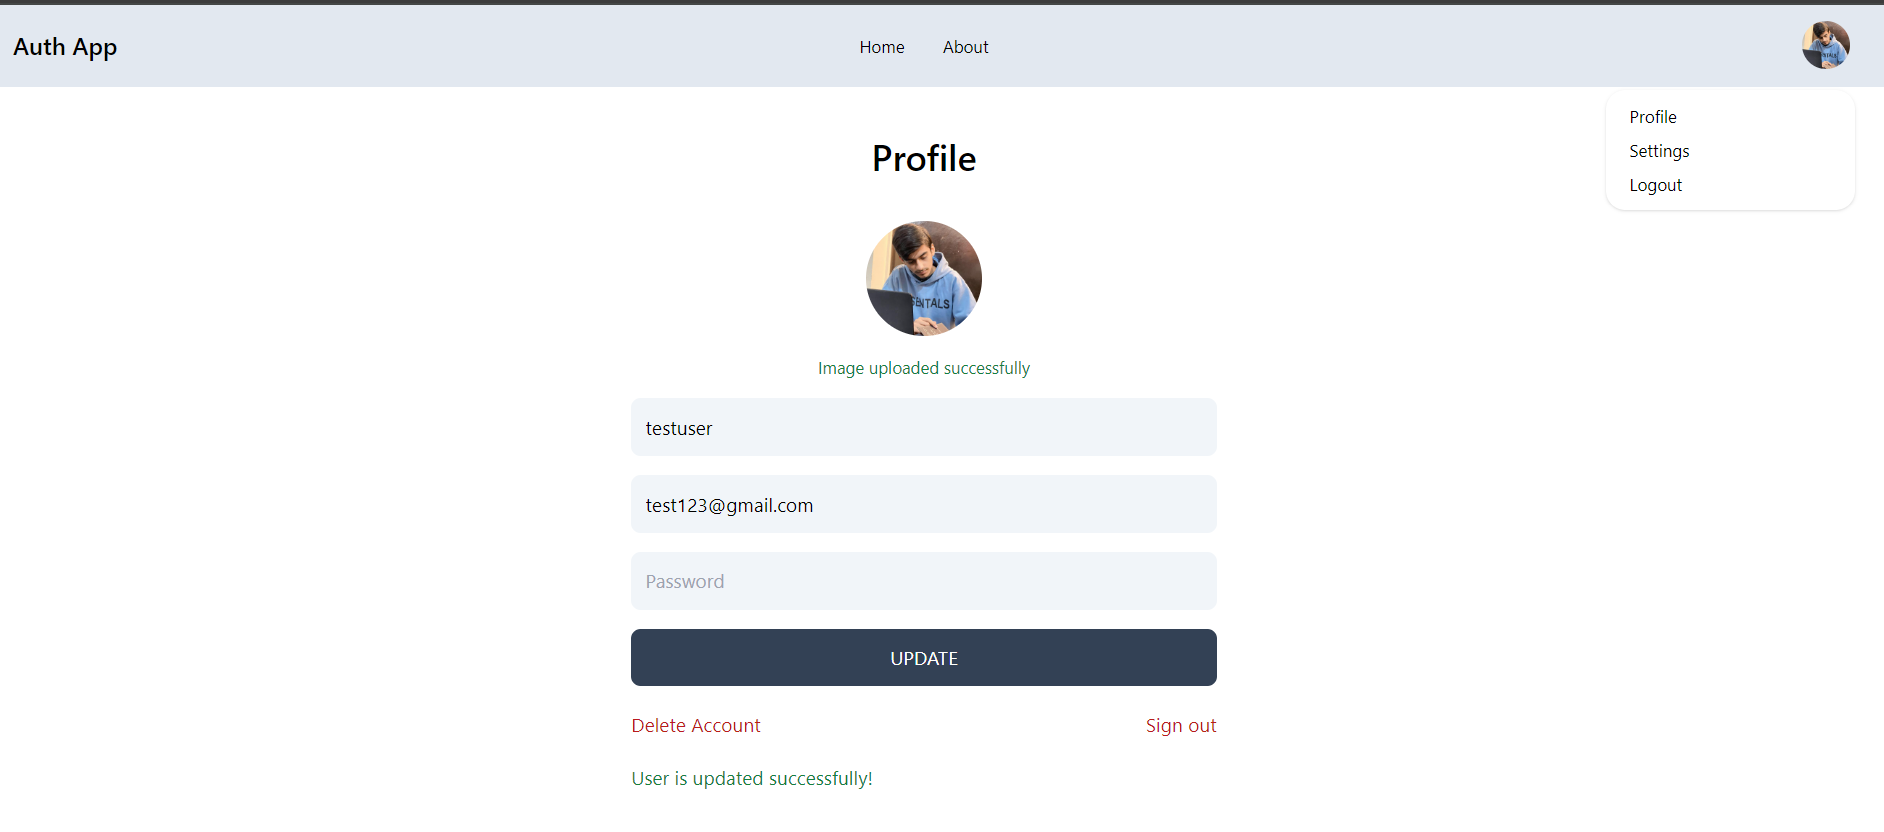 Auth App
Home
About
Profile
Settings
Logout
Profile
SENTALS
Image uploaded successfully
testuser
test123@gmail.com
Password
UPDATE
Delete Account
Sign out
User is updated successfully!